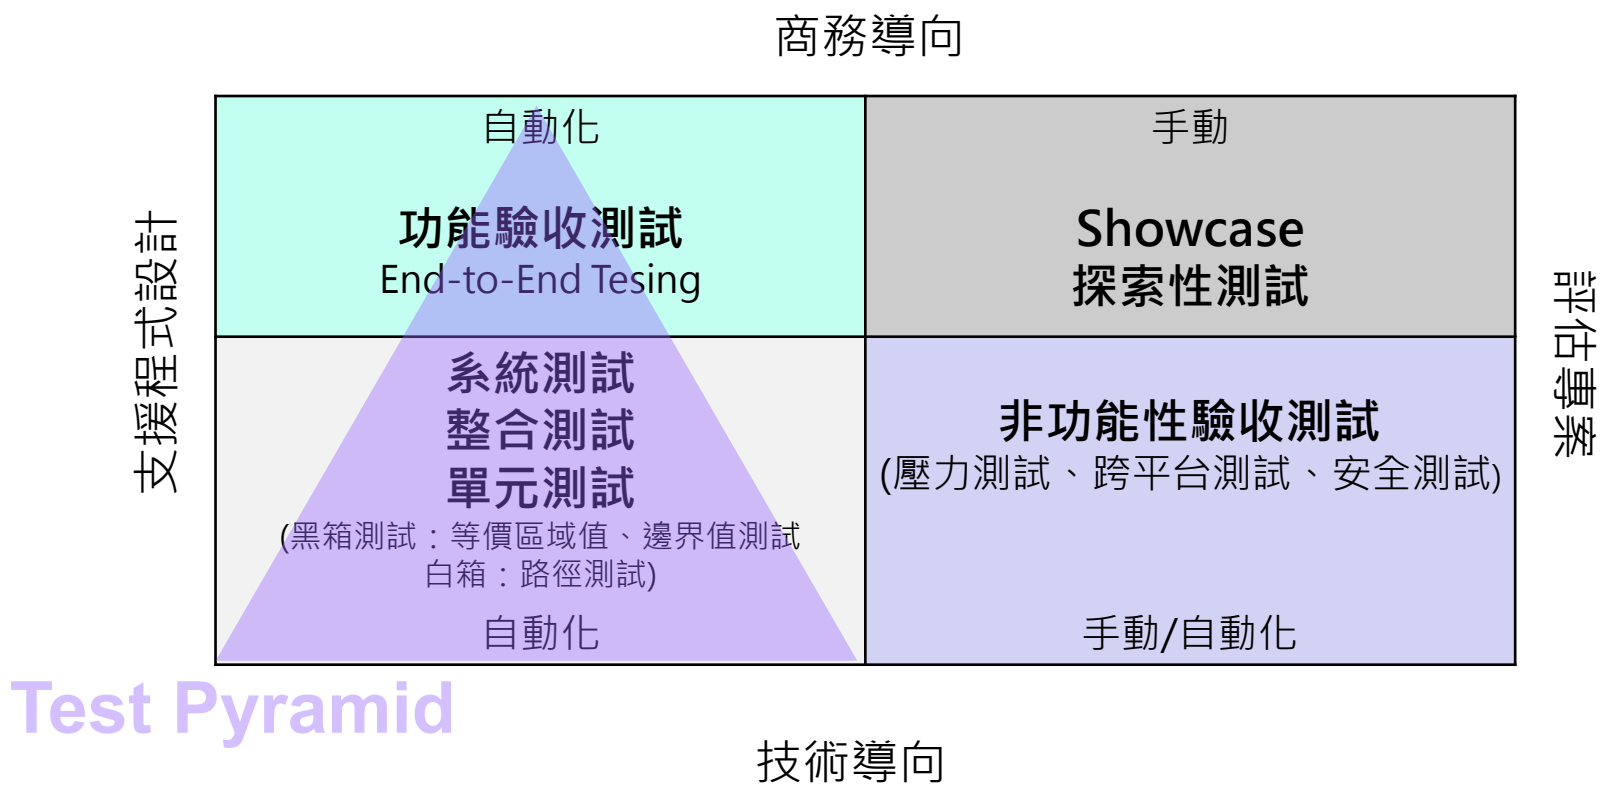 商務導向
支援程式設計
自動化
功能驗收測試
End-to-End Tesing
手動
Showcase
探索性測試
系統測試
整合測試
單元測試
(黑箱測試：等價區域值、邊界值測試
白箱：路徑測試)
自動化
非功能性驗收測試
(壓力測試、跨平台測試、安全測試)
手動/自動化
評估專案
Test Pyramid
技術導向